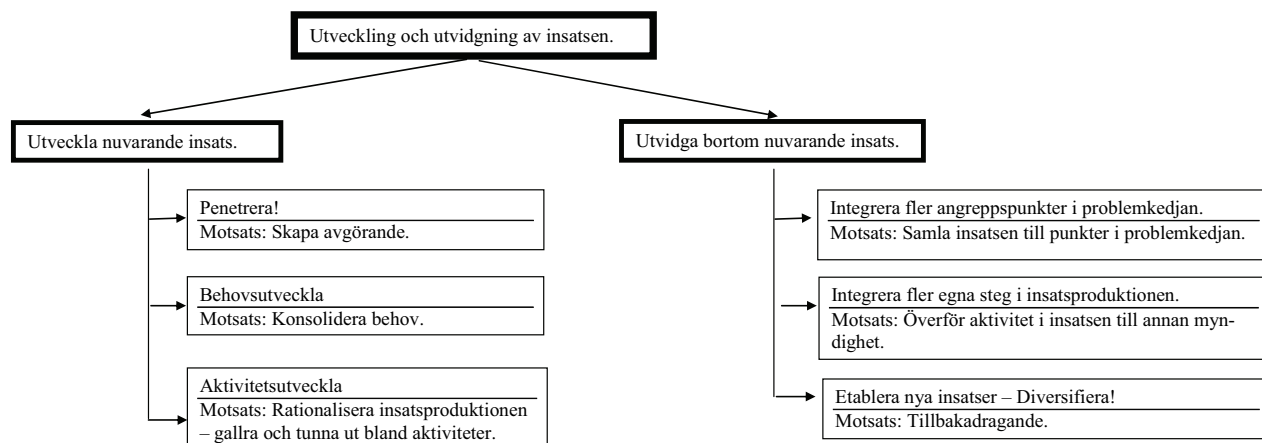 Utveckling och utvidgning av insatsen.
Utveckla nuvarande insats.
Penetrera!
Motsats: Skapa avgörande.
Behovsutveckla
Motsats: Konsolidera behov.
Aktivitetsutveckla
Motsats: Rationalisera insatsproduktionen
– gallra och tunna ut bland aktiviteter.
Utvidga bortom nuvarande insats.
Integrera fler angreppspunkter i problemkedjan.
Motsats: Samla insatsen till punkter i problemkedjan.
Integrera fler egna steg i insatsproduktionen.
Motsats: Överför aktivitet i insatsen till annan myn-
dighet.
Etablera nya insatser – Diversifiera!
Motsats: Tillbakadragande.